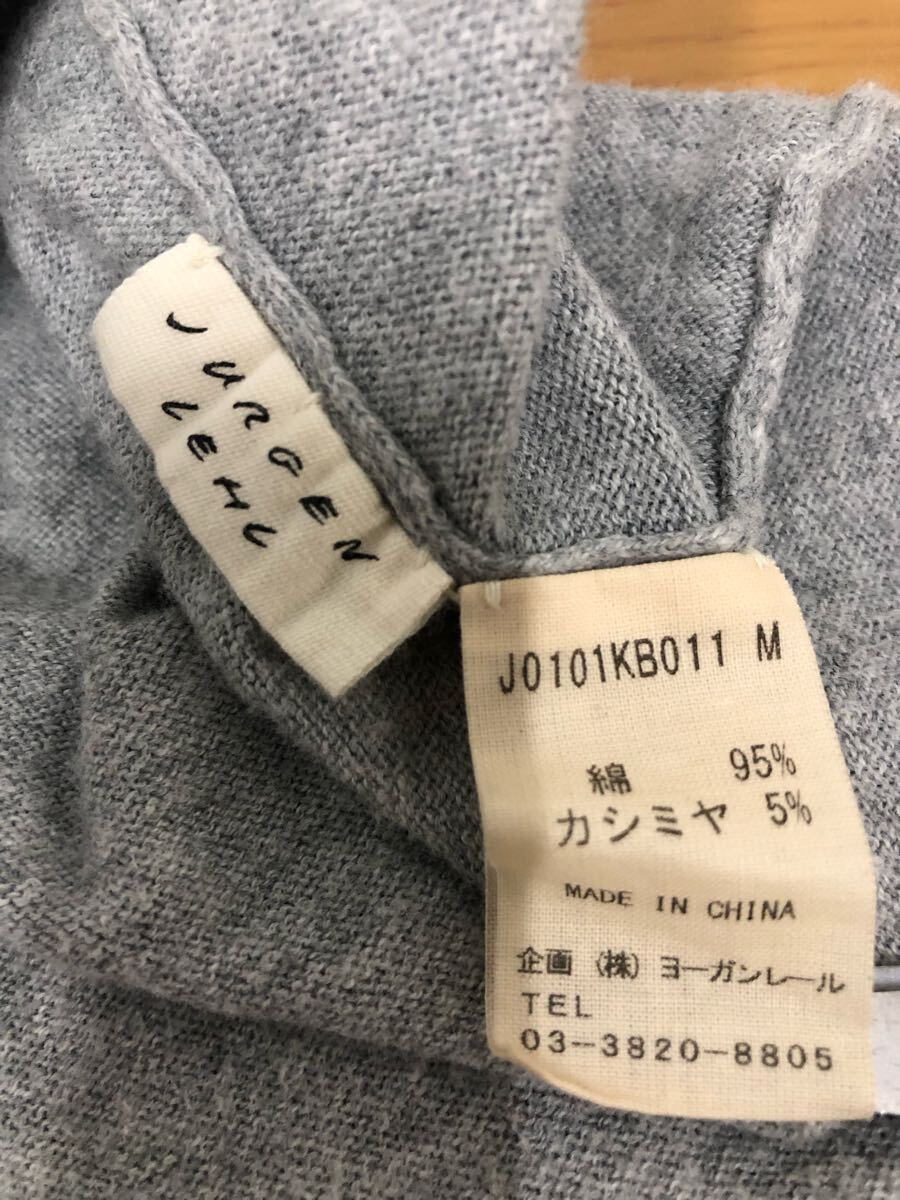 JURGEN
LEHL
J0101KB011 M
綿 95%
カシミヤ 5%
MADE IN CHINA
企画 (株) ヨーガンレール
TEL
03-3820-8805